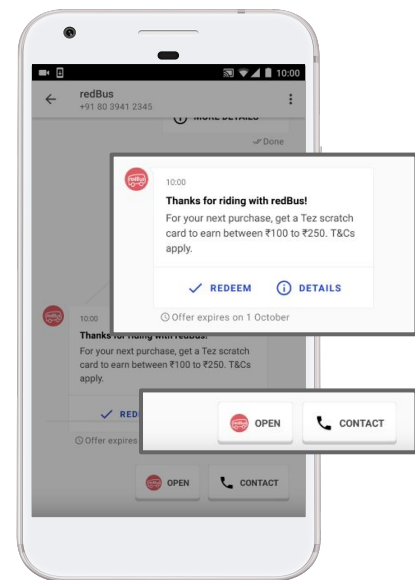 10:00
redBus
+91 80 3941 2345
MORE DETAILS
Done
10:00
Thanks for riding with redBus!
For your next purchase, get a Tez scratch
card to earn between ₹100 to ₹250. T&Cs
apply.
REDEEM DETAILS
Offer expires on 1 October
10:00
Thanks for riding with redBus!
For your next purchase, get a Tez scratch
card to earn between ₹100 to ₹250. T&Cs
apply.
RED
Offer expires
OPEN CONTACT
OPEN CONTACT